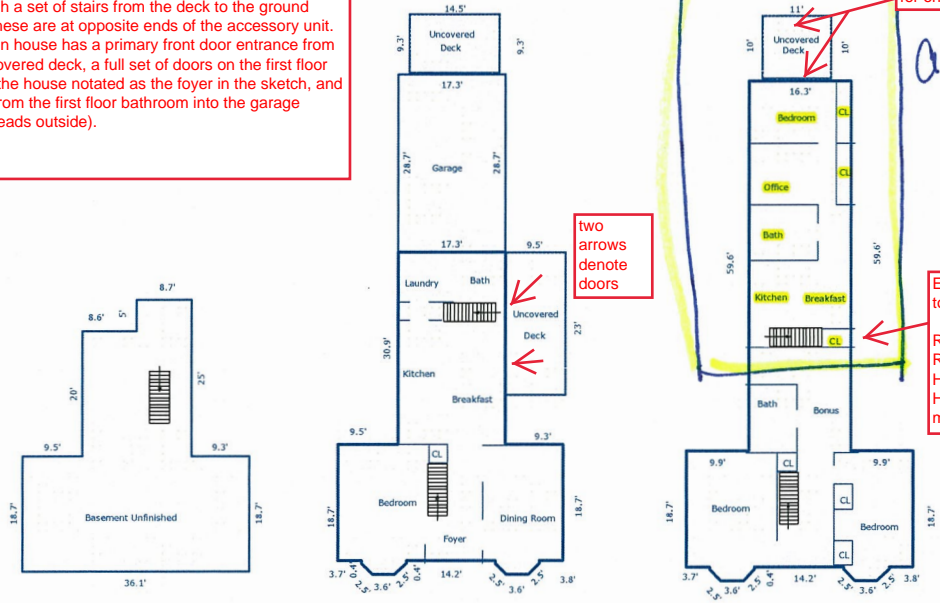 h a set of stairs from the deck to the ground
hese are at opposite ends of the accessory unit.
n house has a primary front door entrance from
overed deck, a full set of doors on the first floor
the house notated as the foyer in the sketch, and
rom the first floor bathroom into the garage
eads outside).
8.7'
8.6'
5'
20'
25'
9.5'
9.3'
18.7'
18.7'
Basement Unfinished
36.1'
14.5'
9.3'
Uncovered
Deck
9.3'
17.3'
28.7'
Garage
28.7'
17.3'
9.5'
Laundry
Bath
Uncovered
Deck
23'
30.9'
Kitchen
Breakfast
9.5'
9.3'
CL
18.7'
Bedroom
Dining Room
18.7'
Foyer
3.7'
0.4'
2.5'
3.6'
2.5'
0.4'
14.2'
2.5'
3.6'
2.5'
3.8'
two
arrows
denote
doors
11'
10'
Uncovered
Deck
10'
16.3'
Bedroom
CL
CL
Office
Bath
59.6'
59.6'
Kitchen
Breakfast
CL
Bath
Bonus
9.9'
9.9'
CL
18.7'
Bedroom
CL
Bedroom
18.7'
CL
3.7'
2.5'
3.6'
2.5'
0.4'
14.2'
2.5'
3.6'
2.5'
3.8'